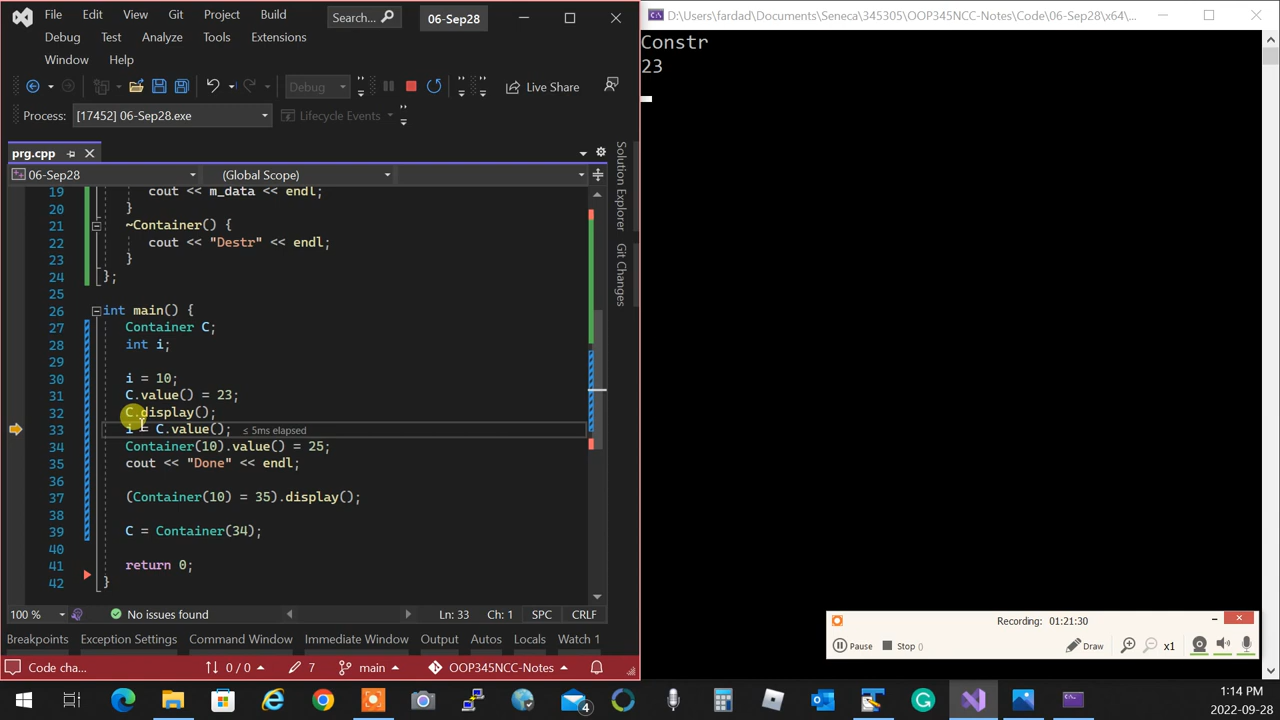 File Edit View Git Project Build
Search...
06-Sep28
Debug Test Analyze Tools Extensions
Window Help
Debug
Live Share
Process: [17452] 06-Sep28.exe
Lifecycle Events
prg.cpp
06-Sep28
(Global Scope)
19 cout << m_data << endl;
20 }
21 ~Container() {
22 cout << "Destr" << endl;
23 }
24 };
25
26 int main() {
27 Container C;
28 int i;
29
30 i = 10;
31 C.value() = 23;
32 C.display();
33 i = C.value(); ≤ 5ms elapsed
34 Container(10).value() = 25;
35 cout << "Done" << endl;
36
37 (Container(10) = 35).display();
38
39 C = Container(34);
40
41 return 0;
42 }
100 % No issues found Ln: 33 Ch: 1 SPC CRLF
Breakpoints Exception Settings Command Window Immediate Window Output Autos Locals Watch 1
Code cha... 0 / 0 7 main OOP345NCC-Notes
Solution Explorer
Git Changes
D:\Users\fardad\Documents\Seneca\345305\OOP345NCC-Notes\Code\06-Sep28\x64\...
Constr
23
Recording: 01:21:30
Pause Stop () Draw x1
4
1:14 PM
2022-09-28